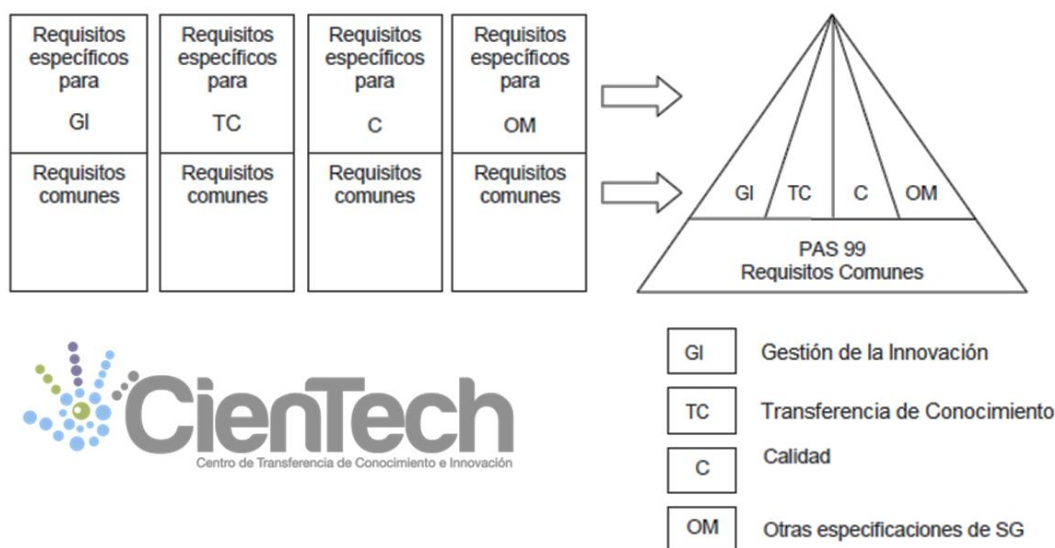 Requisitos
específicos
para
GI
Requisitos
específicos
para
TC
Requisitos
específicos
para
C
Requisitos
específicos
para
OM
Requisitos
comunes
Requisitos
comunes
Requisitos
comunes
Requisitos
comunes
GI TC C OM
PAS 99
Requisitos Comunes
CienTech
Centro de Transferencia de Conocimiento e Innovación
GI Gestión de la Innovación
TC Transferencia de Conocimiento
C Calidad
OM Otras especificaciones de SG